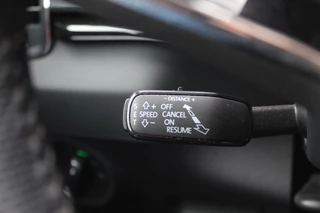 - DISTANCE +
S + OFF
E SPEED CANCEL
T - ON
RESUME